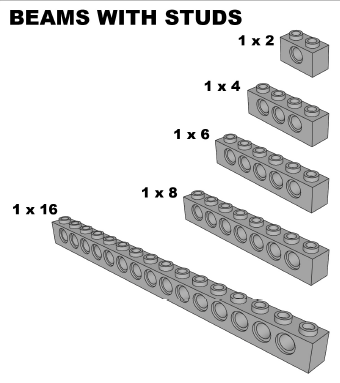 BEAMS WITH STUDS
1 x 2
1 x 4
1 x 6
1 x 8
1 x 16